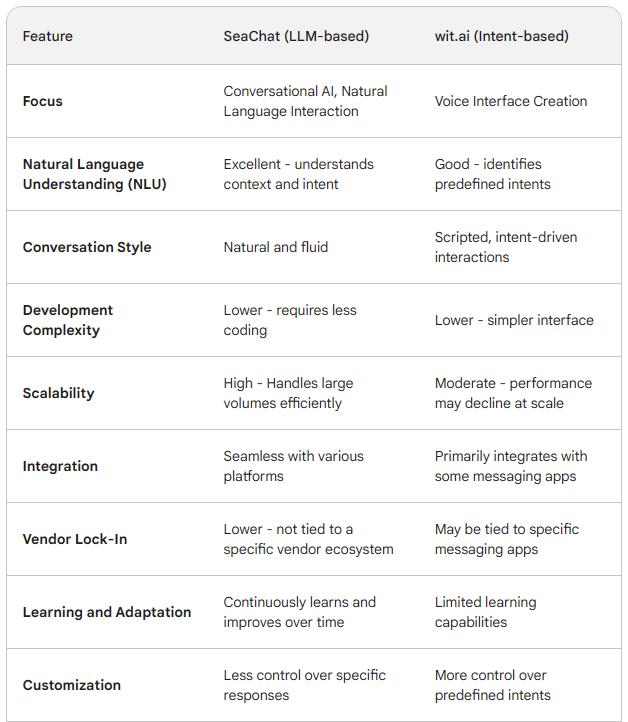 Feature SeaChat (LLM-based) wit.ai (Intent-based)
Focus
Conversational AI, Natural
Language Interaction
Voice Interface Creation
Natural Language
Understanding (NLU)
Excellent - understands
context and intent
Good - identifies
predefined intents
Conversation Style
Natural and fluid
Scripted, intent-driven
interactions
Development
Complexity
Lower - requires less
coding
Lower - simpler interface
Scalability
High - Handles large
volumes efficiently
Moderate - performance
may decline at scale
Integration
Seamless with various
platforms
Primarily integrates with
some messaging apps
Vendor Lock-In
Lower - not tied to a
specific vendor ecosystem
May be tied to specific
messaging apps
Learning and Adaptation
Continuously learns and
improves over time
Limited learning
capabilities
Customization
Less control over specific
responses
More control over
predefined intents